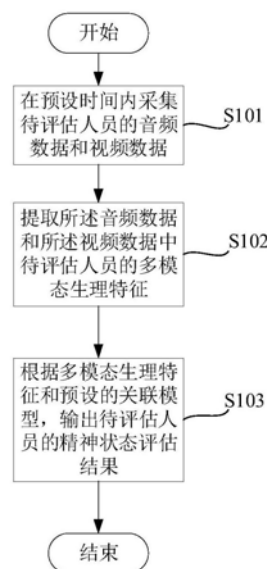 开始
在预设时间内采集
待评估人员的音频
数据和视频数据
S101
提取所述音频数据
和所述视频数据中
待评估人员的多模
态生理特征
S102
根据多模态生理特
征和预设的关联模
型，输出待评估人
员的精神状态评估
结果
S103
结束